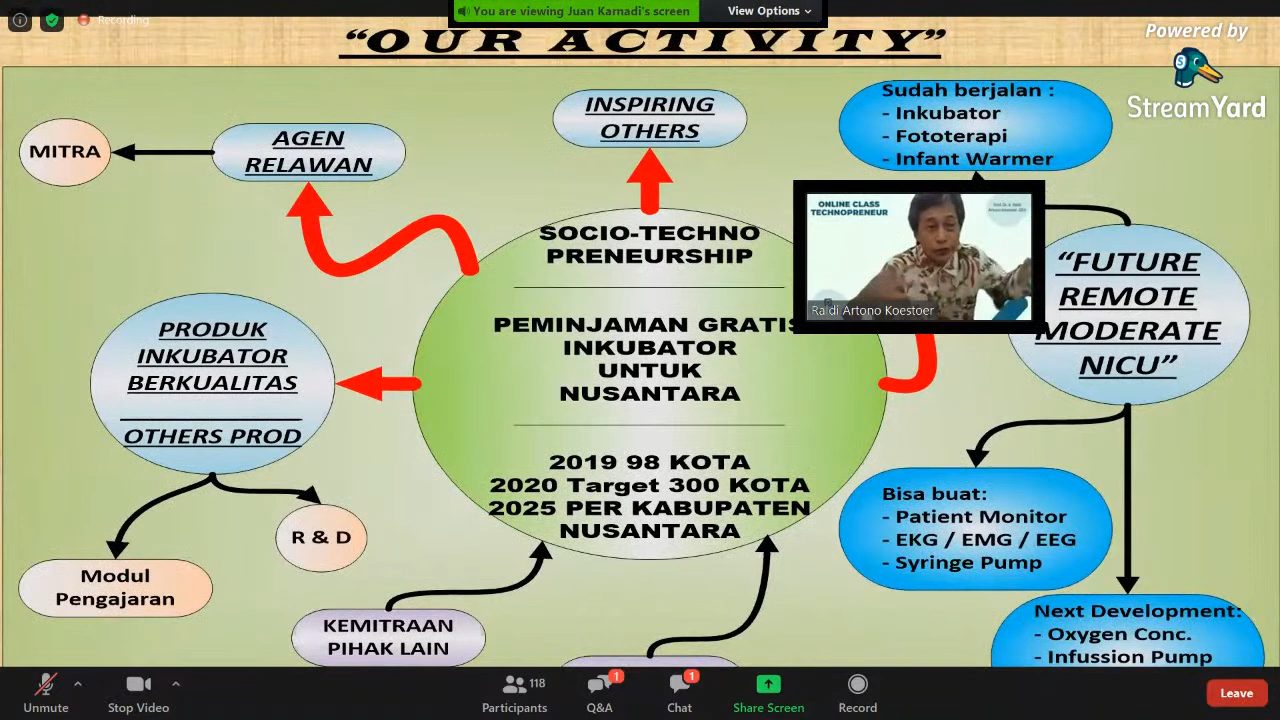 Recording
You are viewing Juan Karnadi's screen
View Options
"OUR ACTIVITY"
Powered by
StreamYard
MITRA
AGEN
RELAWAN
INSPIRING
OTHERS
Sudah berjalan :
- Inkubator
- Fototerapi
- Infant Warmer
ONLINE CLASS
TECHNOPRENEUR
Raldi Artono Koestoer
SOCIO-TECHNO
PRENEURSHIP
PEMINJAMAN GRATIS
INKUBATOR
UNTUK
NUSANTARA
2019 98 KOTA
2020 Target 300 KOTA
2025 PER KABUPATEN
NUSANTARA
"FUTURE
REMOTE
MODERATE
NICU"
PRODUK
INKUBATOR
BERKUALITAS
OTHERS PROD
R & D
Modul
Pengajaran
KEMITRAAN
PIHAK LAIN
Bisa buat:
- Patient Monitor
- EKG / EMG / EEG
- Syringe Pump
Next Development:
- Oxygen Conc.
- Infussion Pump
Unmute
Stop Video
118
Participants
1
Q&A
1
Chat
Share Screen
Record
Leave